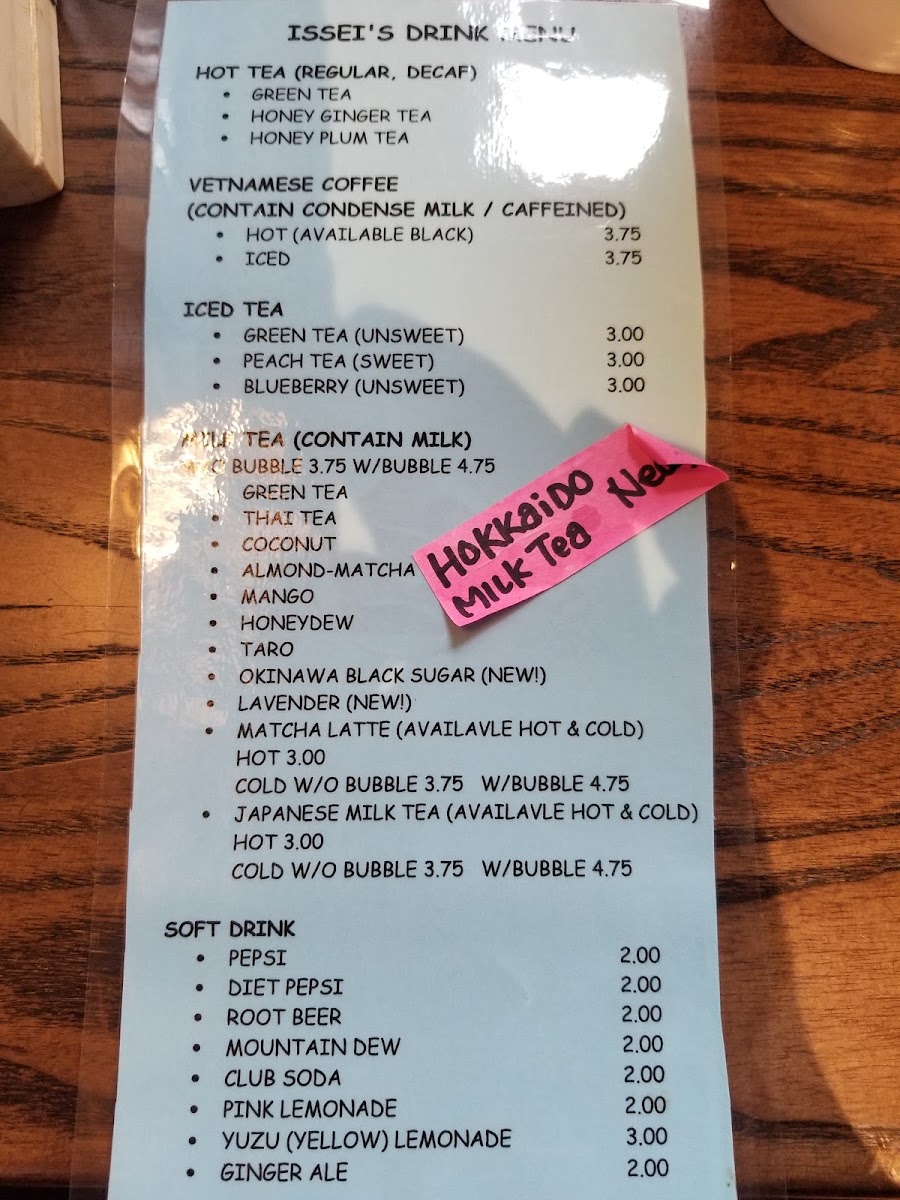 ISSEI'S DRINK MENU
HOT TEA (REGULAR, DECAF)
• GREEN TEA
• HONEY GINGER TEA
• HONEY PLUM TEA
VETNAMESE COFFEE
(CONTAIN CONDENSE MILK / CAFFEINED)
• HOT (AVAILABLE BLACK) 3.75
• ICED 3.75
ICED TEA
• GREEN TEA (UNSWEET) 3.00
• PEACH TEA (SWEET) 3.00
• BLUEBERRY (UNSWEET) 3.00
MILK TEA (CONTAIN MILK)
W/O BUBBLE 3.75 W/BUBBLE 4.75
GREEN TEA
• THAI TEA
• COCONUT
• ALMOND-MATCHA
• MANGO
• HONEYDEW
• TARO
• OKINAWA BLACK SUGAR (NEW!)
• LAVENDER (NEW!)
• MATCHA LATTE (AVAILAVLE HOT & COLD)
HOT 3.00
COLD W/O BUBBLE 3.75 W/BUBBLE 4.75
• JAPANESE MILK TEA (AVAILAVLE HOT & COLD)
HOT 3.00
COLD W/O BUBBLE 3.75 W/BUBBLE 4.75
HOKKAiDO
MILK Tea
SOFT DRINK
• PEPSI 2.00
• DIET PEPSI 2.00
• ROOT BEER 2.00
• MOUNTAIN DEW 2.00
• CLUB SODA 2.00
• PINK LEMONADE 2.00
• YUZU (YELLOW) LEMONADE 3.00
• GINGER ALE 2.00